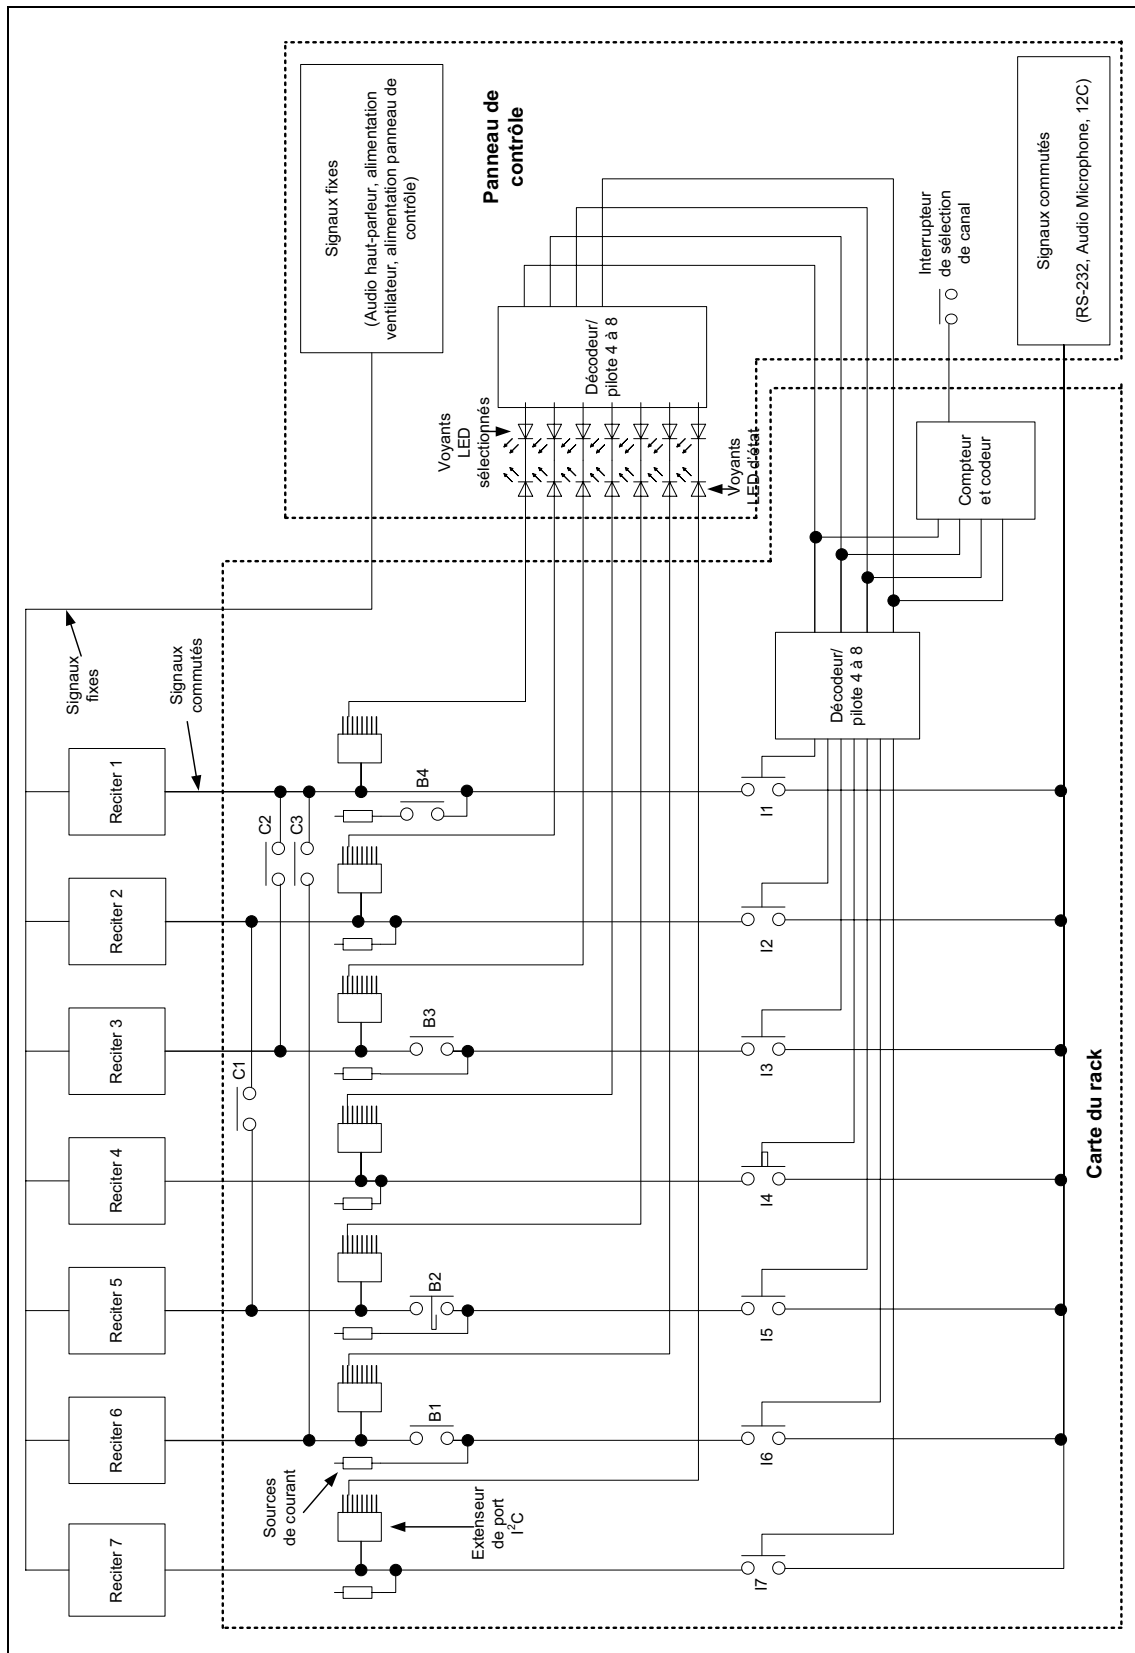 Signaux fixes
(Audio haut-parleur, alimentation
ventilateur, alimentation panneau de
contrôle)
Panneau de
contrôle
Signaux commutés
(RS-232, Audio Microphone, 12C)
Interrupteur
de sélection
de canal
Décodeur/
pilote 4 à 8
Voyants
LED
sélectionnés
Voyants
LED d'état
Compteur
et codeur
Décodeur/
pilote 4 à 8
Signaux
fixes
Signaux
commutés
Reciter 1
Reciter 2
Reciter 3
Reciter 4
Reciter 5
Reciter 6
Reciter 7
C2
C3
C1
B4
B3
B2
B1
I1
I2
I3
I4
I5
I6
I7
Sources
de courant
Extenseur
de port
I²C
Carte du rack